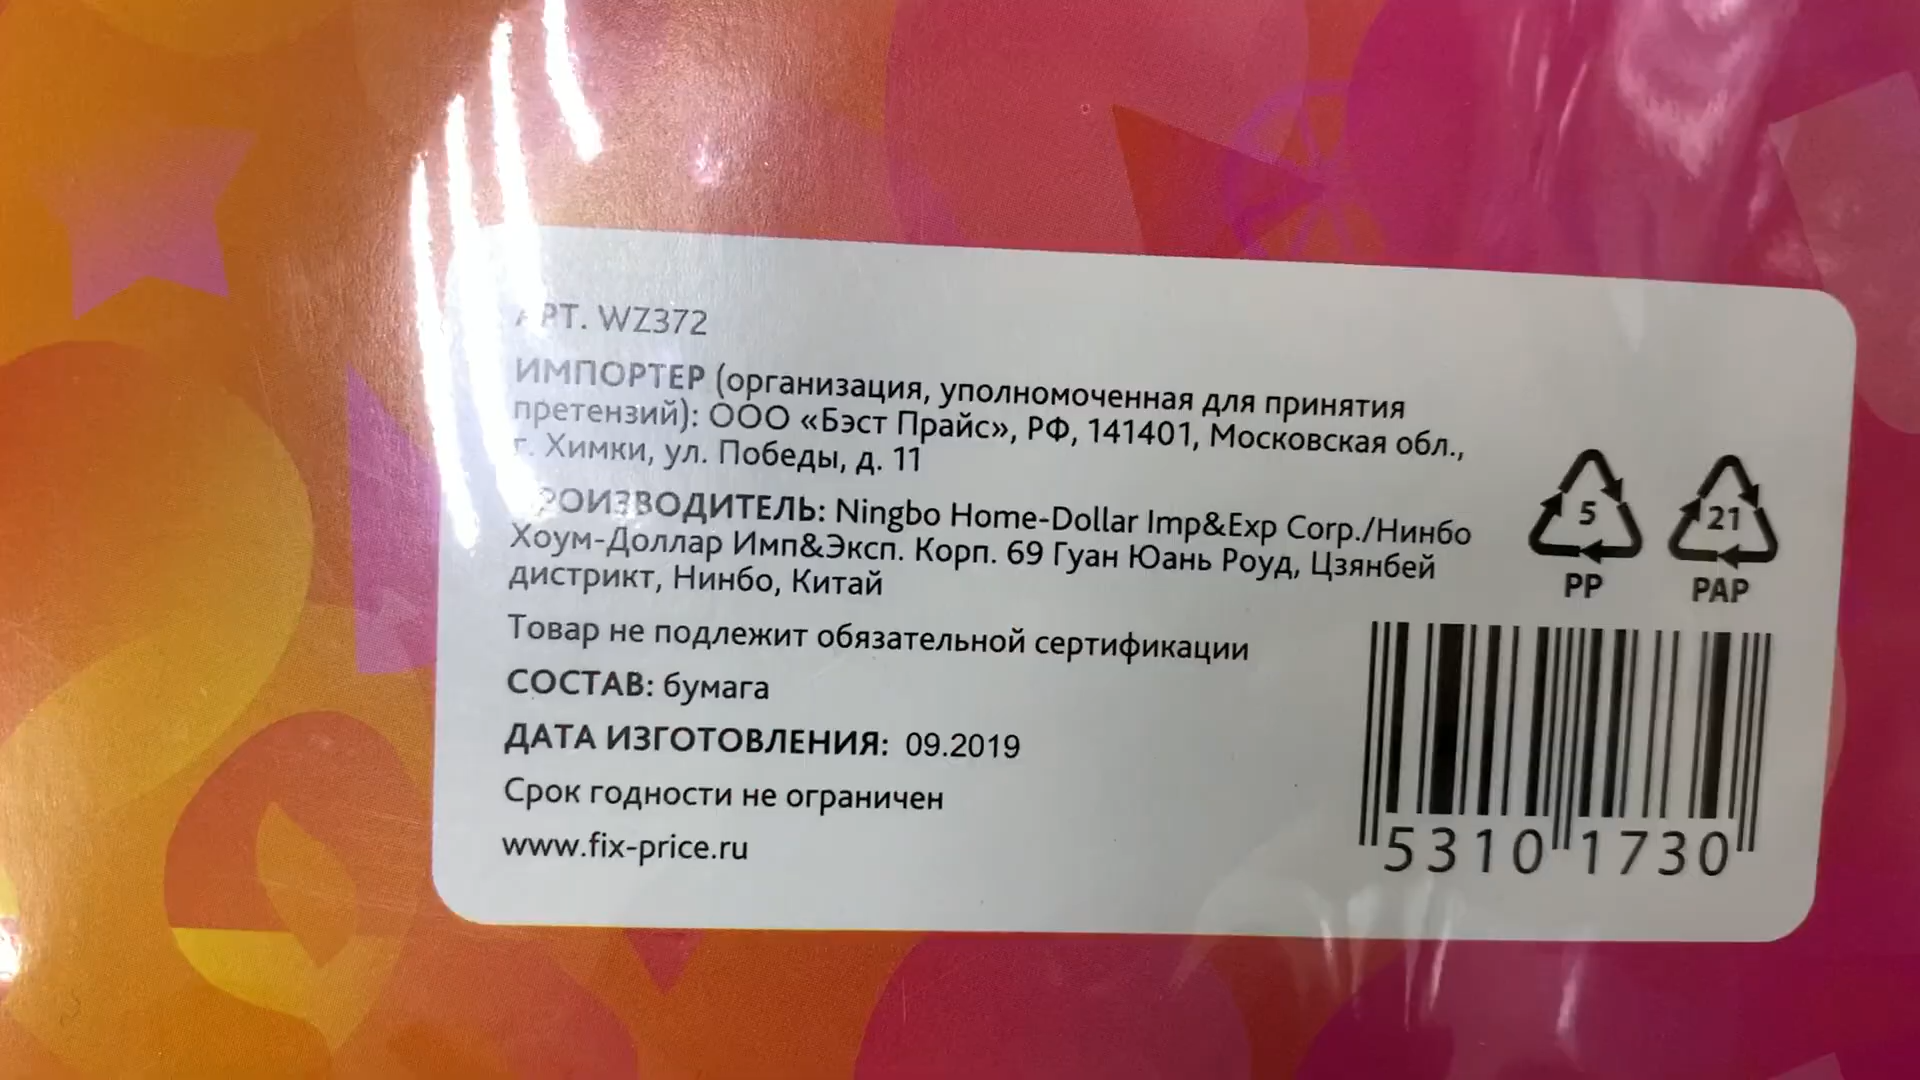 АРТ. WZ372
ИМПОРТЕР (организация, уполномоченная для принятия
претензий): ООО «Бэст Прайс», РФ, 141401, Московская обл.,
г. Химки, ул. Победы, д. 11
ПРОИЗВОДИТЕЛЬ: Ningbo Home-Dollar Imp&Exp Corp./Нинбо
Хоум-Доллар Имп&Эксп. Корп. 69 Гуан Юань Роуд, Цзянбей
дистрикт, Нинбо, Китай
Товар не подлежит обязательной сертификации
СОСТАВ: бумага
ДАТА ИЗГОТОВЛЕНИЯ: 09.2019
Срок годности не ограничен
www.fix-price.ru
5 21
PP PAP
5310 1730